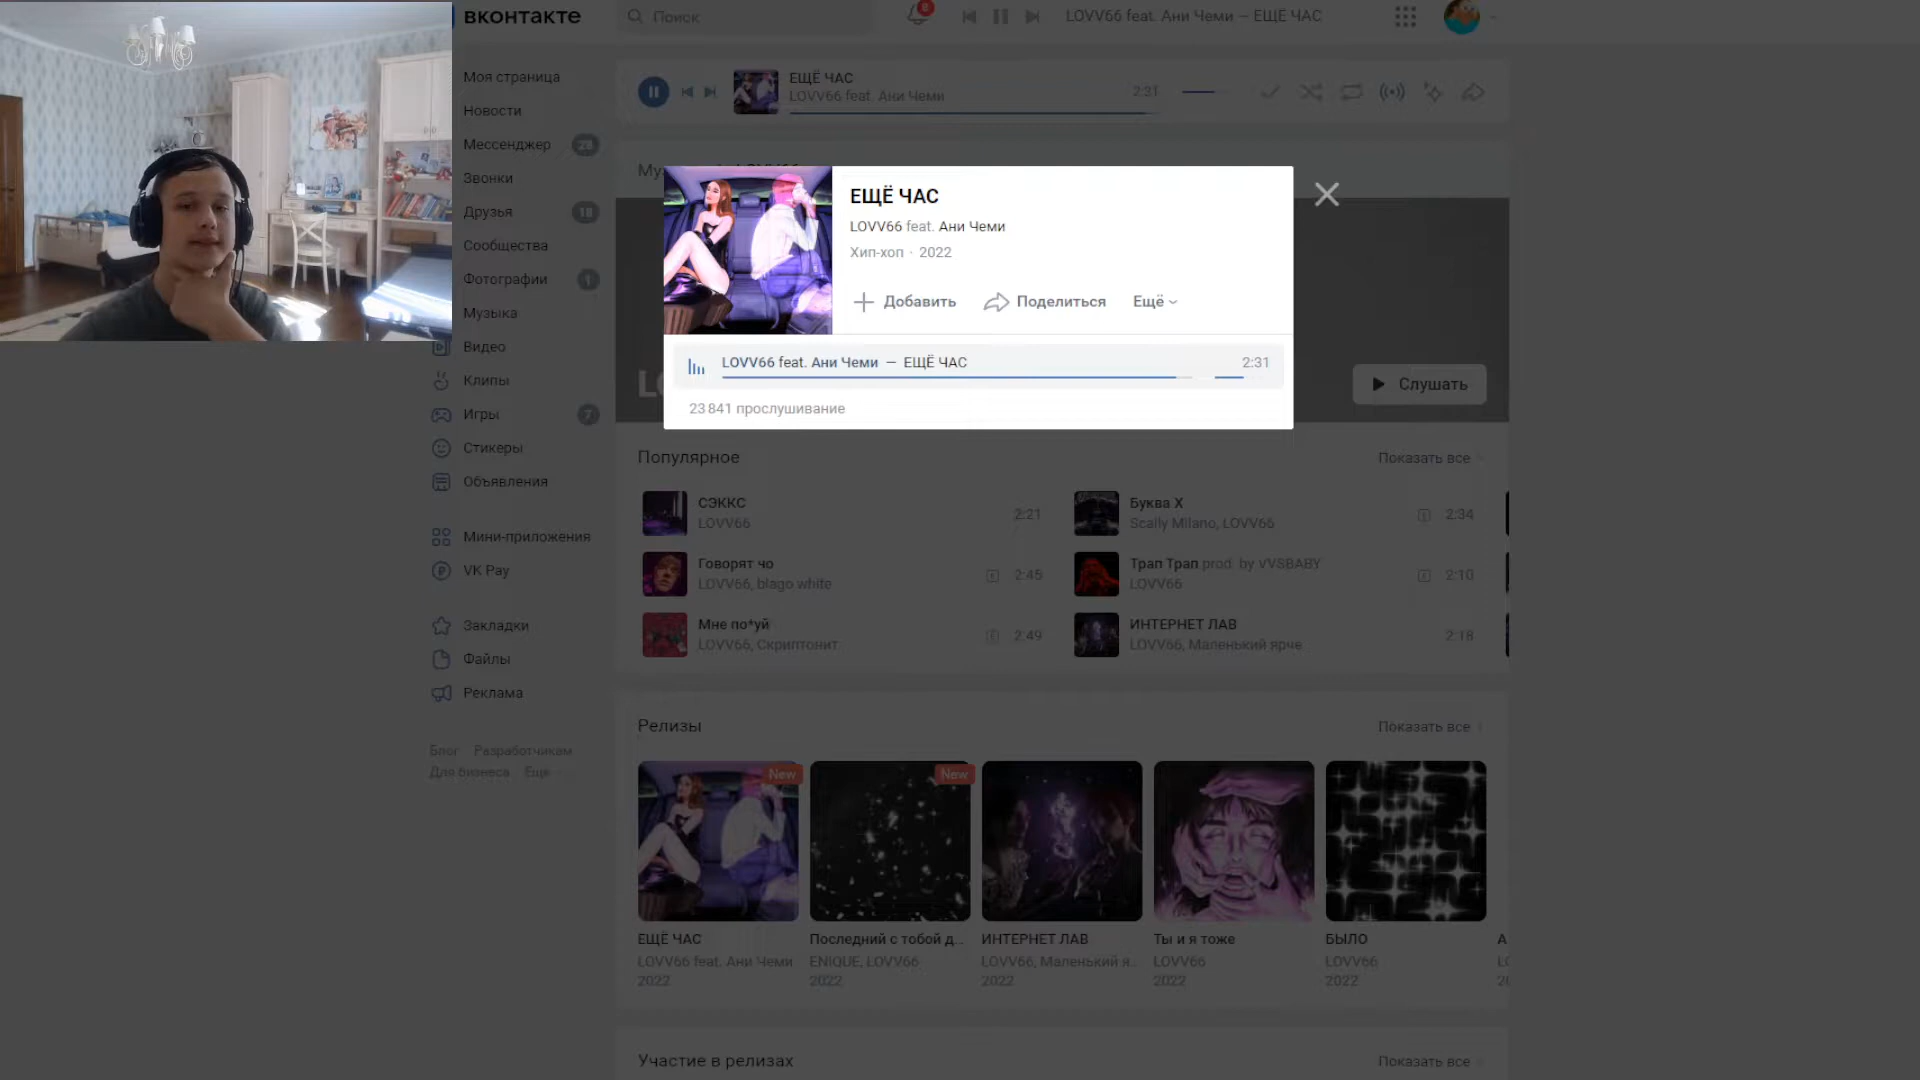 вконтакте
Поиск
8
LOVV66 feat. Ани Чеми – ЕЩЁ ЧАС
Моя страница
Новости
Мессенджер 28
Звонки
Друзья 18
Сообщества
Фотографии 1
Музыка
Видео
Клипы
Игры 7
Стикеры
Объявления
Мини-приложения
VK Pay
Закладки
Файлы
Реклама
Блог Разработчикам
Для бизнеса Ещё
ЕЩЁ ЧАС
LOVV66 feat. Ани Чеми
2:31
ЕЩЁ ЧАС
LOVV66 feat. Ани Чеми
Хип-хоп · 2022
Добавить
Поделиться
Ещё
LOVV66 feat. Ани Чеми — ЕЩЁ ЧАС
2:31
23 841 прослушивание
Слушать
Популярное
Показать все
СЭККС
LOVV66
2:21
Буква Х
Scally Milano, LOVV66
2:34
Говорят чо
LOVV66, blago white
2:45
Трап Трап prod. by VVSBABY
LOVV66
2:10
Мне по*уй
LOVV66, Скриптонит
2:49
ИНТЕРНЕТ ЛАВ
LOVV66, Маленький ярче...
2:18
Релизы
Показать все
New
New
ЕЩЁ ЧАС
LOVV66 feat. Ани Чеми
2022
Последний с тобой д...
ENIQUE, LOVV66
2022
ИНТЕРНЕТ ЛАВ
LOVV66, Маленький я...
2022
Ты и я тоже
LOVV66
2022
БЫЛО
LOVV66
2022
Участие в релизах
Показать все